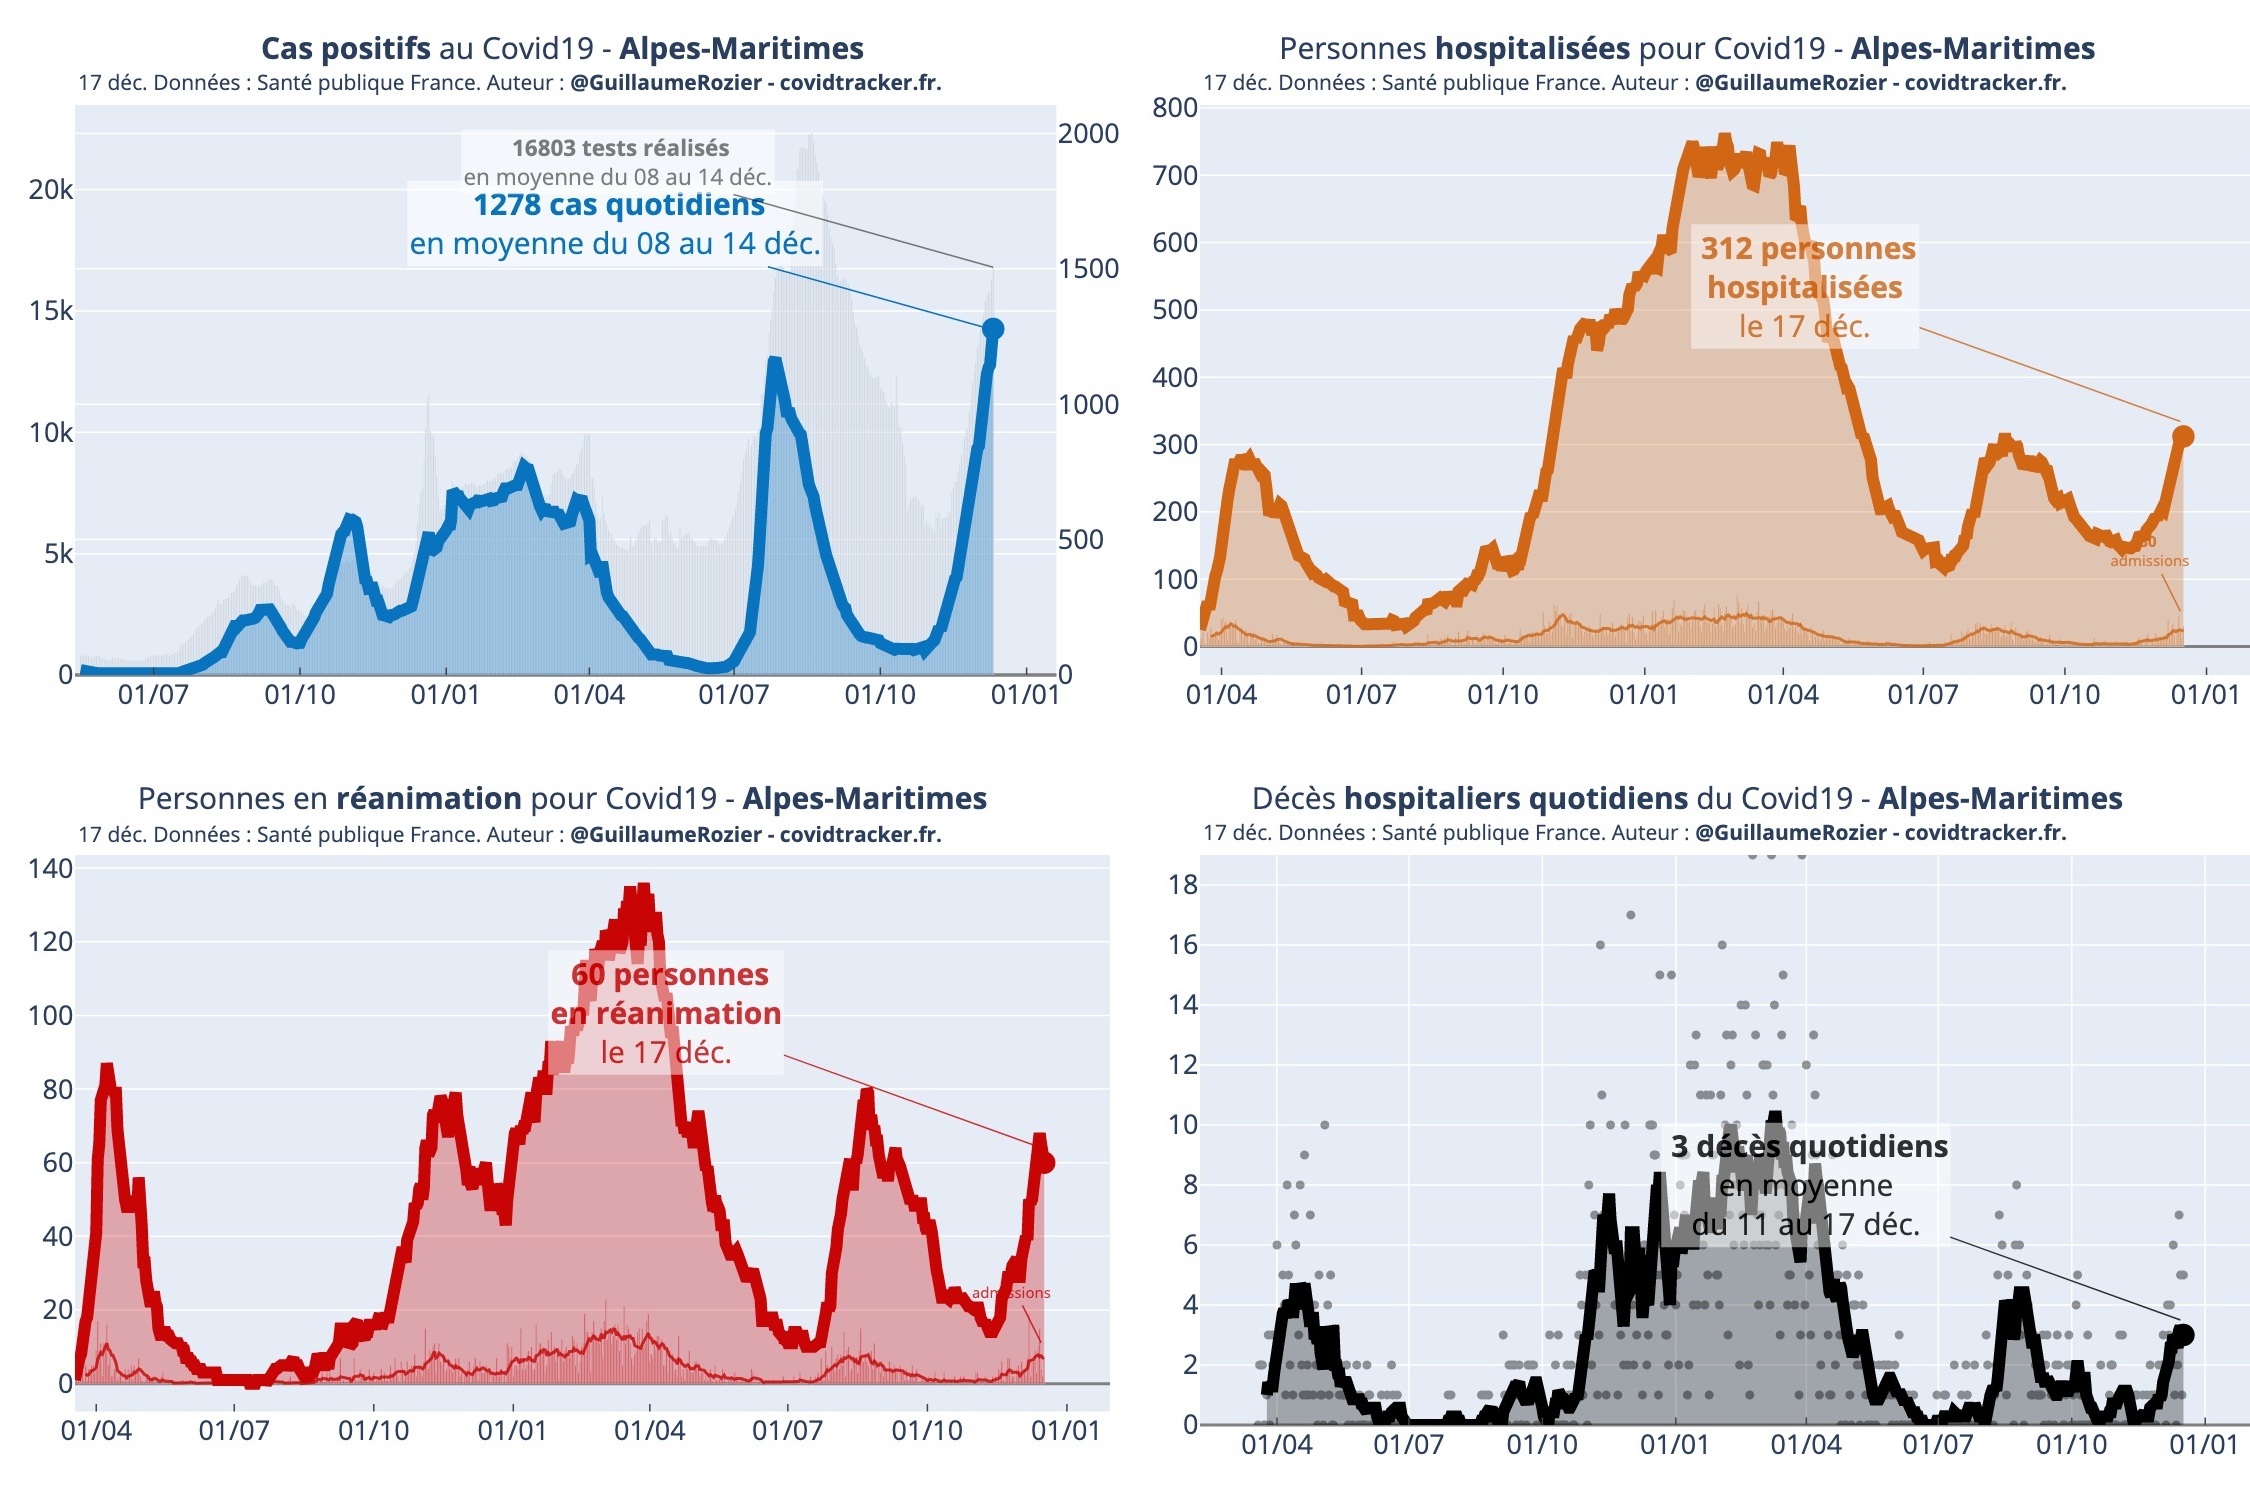 Cas positifs au Covid19 - Alpes-Maritimes
17 déc. Données : Santé publique France. Auteur : @GuillaumeRozier - covidtracker.fr.
16803 tests réalisés
en moyenne du 08 au 14 déc.
1278 cas quotidiens
en moyenne du 08 au 14 déc.
20k
15k
10k
5k
0
2000
1500
1000
500
0
01/07
01/10
01/01
01/04
01/07
01/10
01/01
Personnes hospitalisées pour Covid19 - Alpes-Maritimes
17 déc. Données : Santé publique France. Auteur : @GuillaumeRozier - covidtracker.fr.
800
700
600
500
400
300
200
100
0
312 personnes
hospitalisées
le 17 déc.
admissions
01/04
01/07
01/10
01/01
01/04
01/07
01/10
01/01
Personnes en réanimation pour Covid19 - Alpes-Maritimes
17 déc. Données : Santé publique France. Auteur : @GuillaumeRozier - covidtracker.fr.
140
120
100
80
60
40
20
0
60 personnes
en réanimation
le 17 déc.
admissions
01/04
01/07
01/10
01/01
01/04
01/07
01/10
01/01
Décès hospitaliers quotidiens du Covid19 - Alpes-Maritimes
17 déc. Données : Santé publique France. Auteur : @GuillaumeRozier - covidtracker.fr.
18
16
14
12
10
8
6
4
2
0
3 décès quotidiens
en moyenne
du 11 au 17 déc.
01/04
01/07
01/10
01/01
01/04
01/07
01/10
01/01